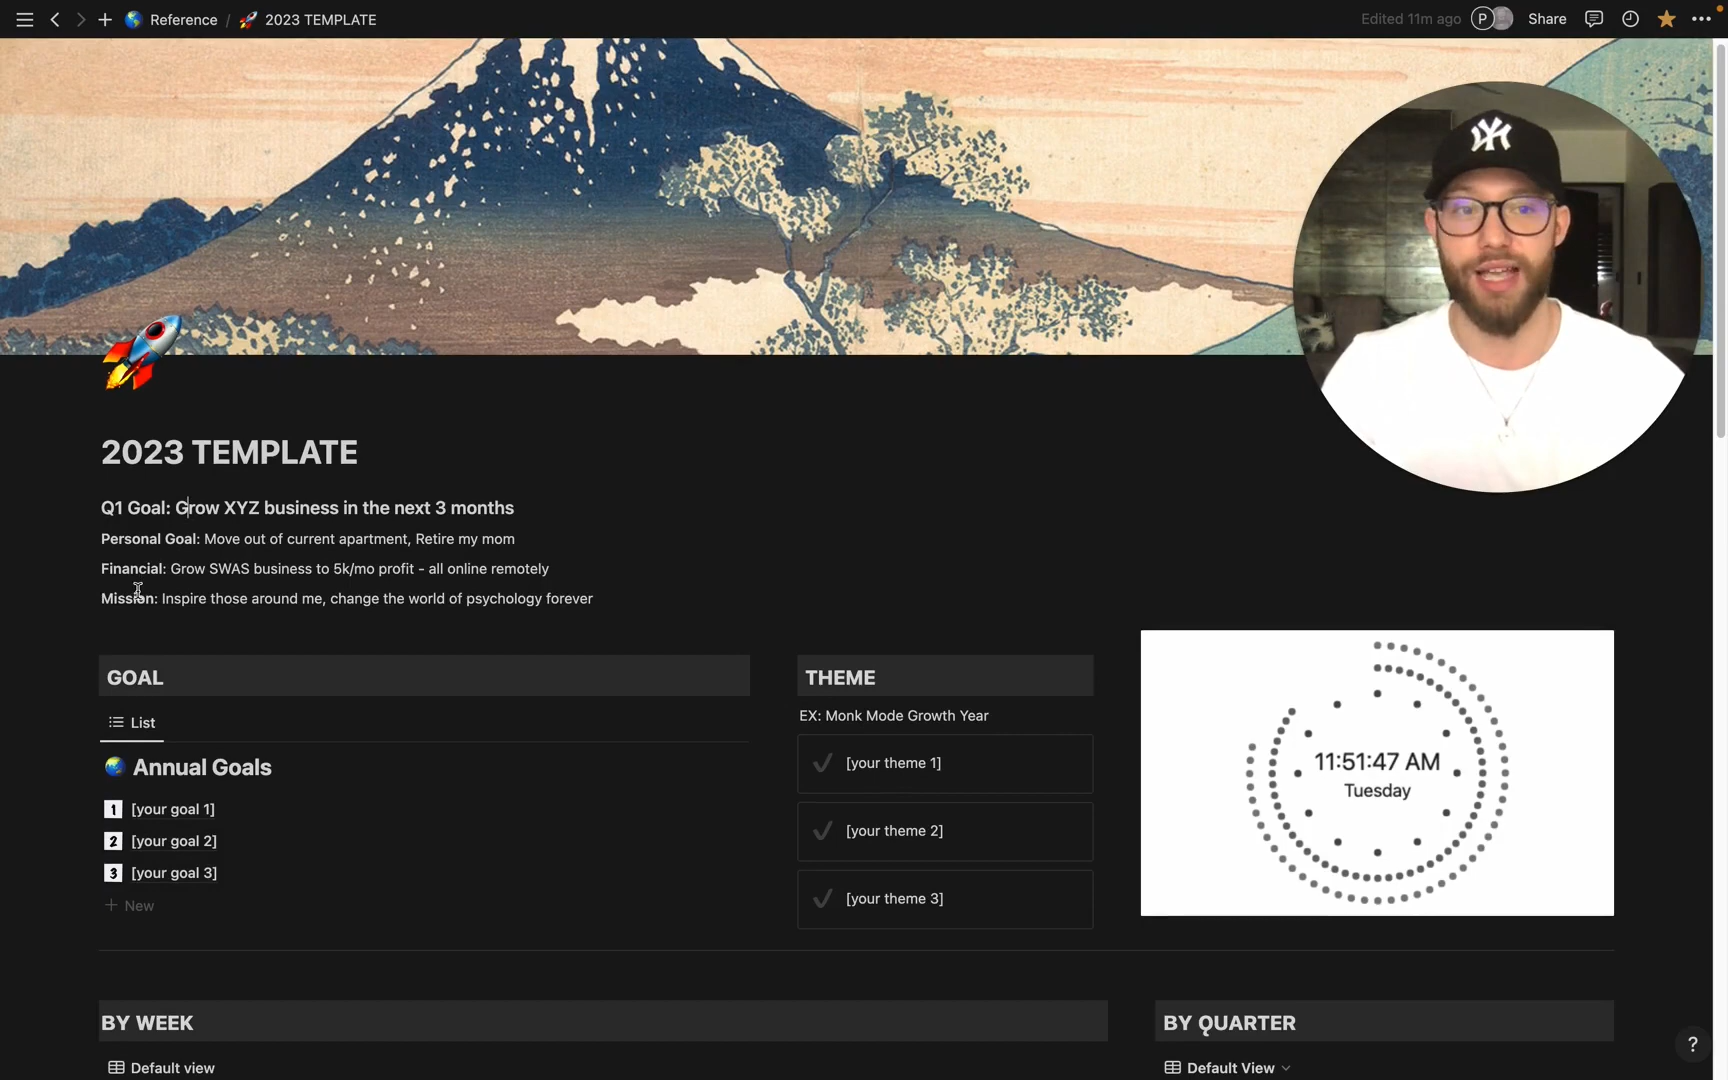 Reference / 2023 TEMPLATE
Edited 11m ago P Share
NY
2023 TEMPLATE
Q1 Goal: Grow XYZ business in the next 3 months
Personal Goal: Move out of current apartment, Retire my mom
Financial: Grow SWAS business to 5k/mo profit - all online remotely
Mission: Inspire those around me, change the world of psychology forever
GOAL
List
Annual Goals
1 [your goal 1]
2 [your goal 2]
3 [your goal 3]
+ New
THEME
EX: Monk Mode Growth Year
[your theme 1]
[your theme 2]
[your theme 3]
11:51:47 AM
Tuesday
BY WEEK
Default view
BY QUARTER
Default View
?